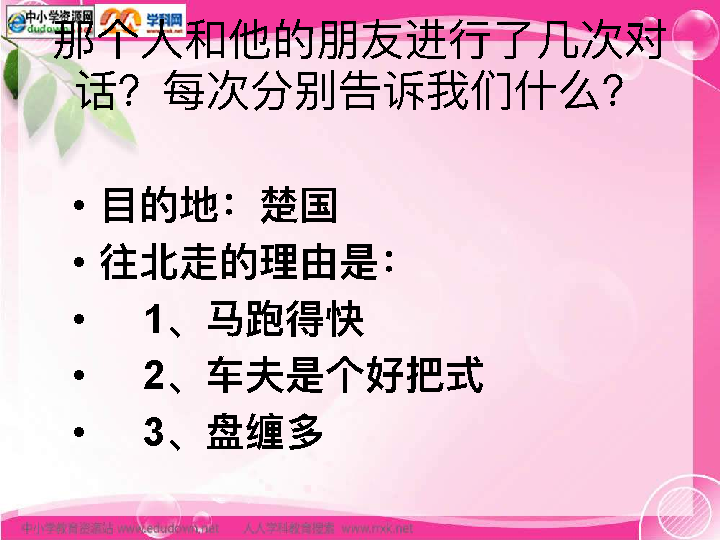 中小学资源网
dudown.net
学科网
那个人和他的朋友进行了几次对
话？每次分别告诉我们什么？
• 目的地：楚国
• 往北走的理由是：
• 1、马跑得快
• 2、车夫是个好把式
• 3、盘缠多
中小学教育资源站 www.edudown.net 人人学科教育搜索 www.rrxk.net